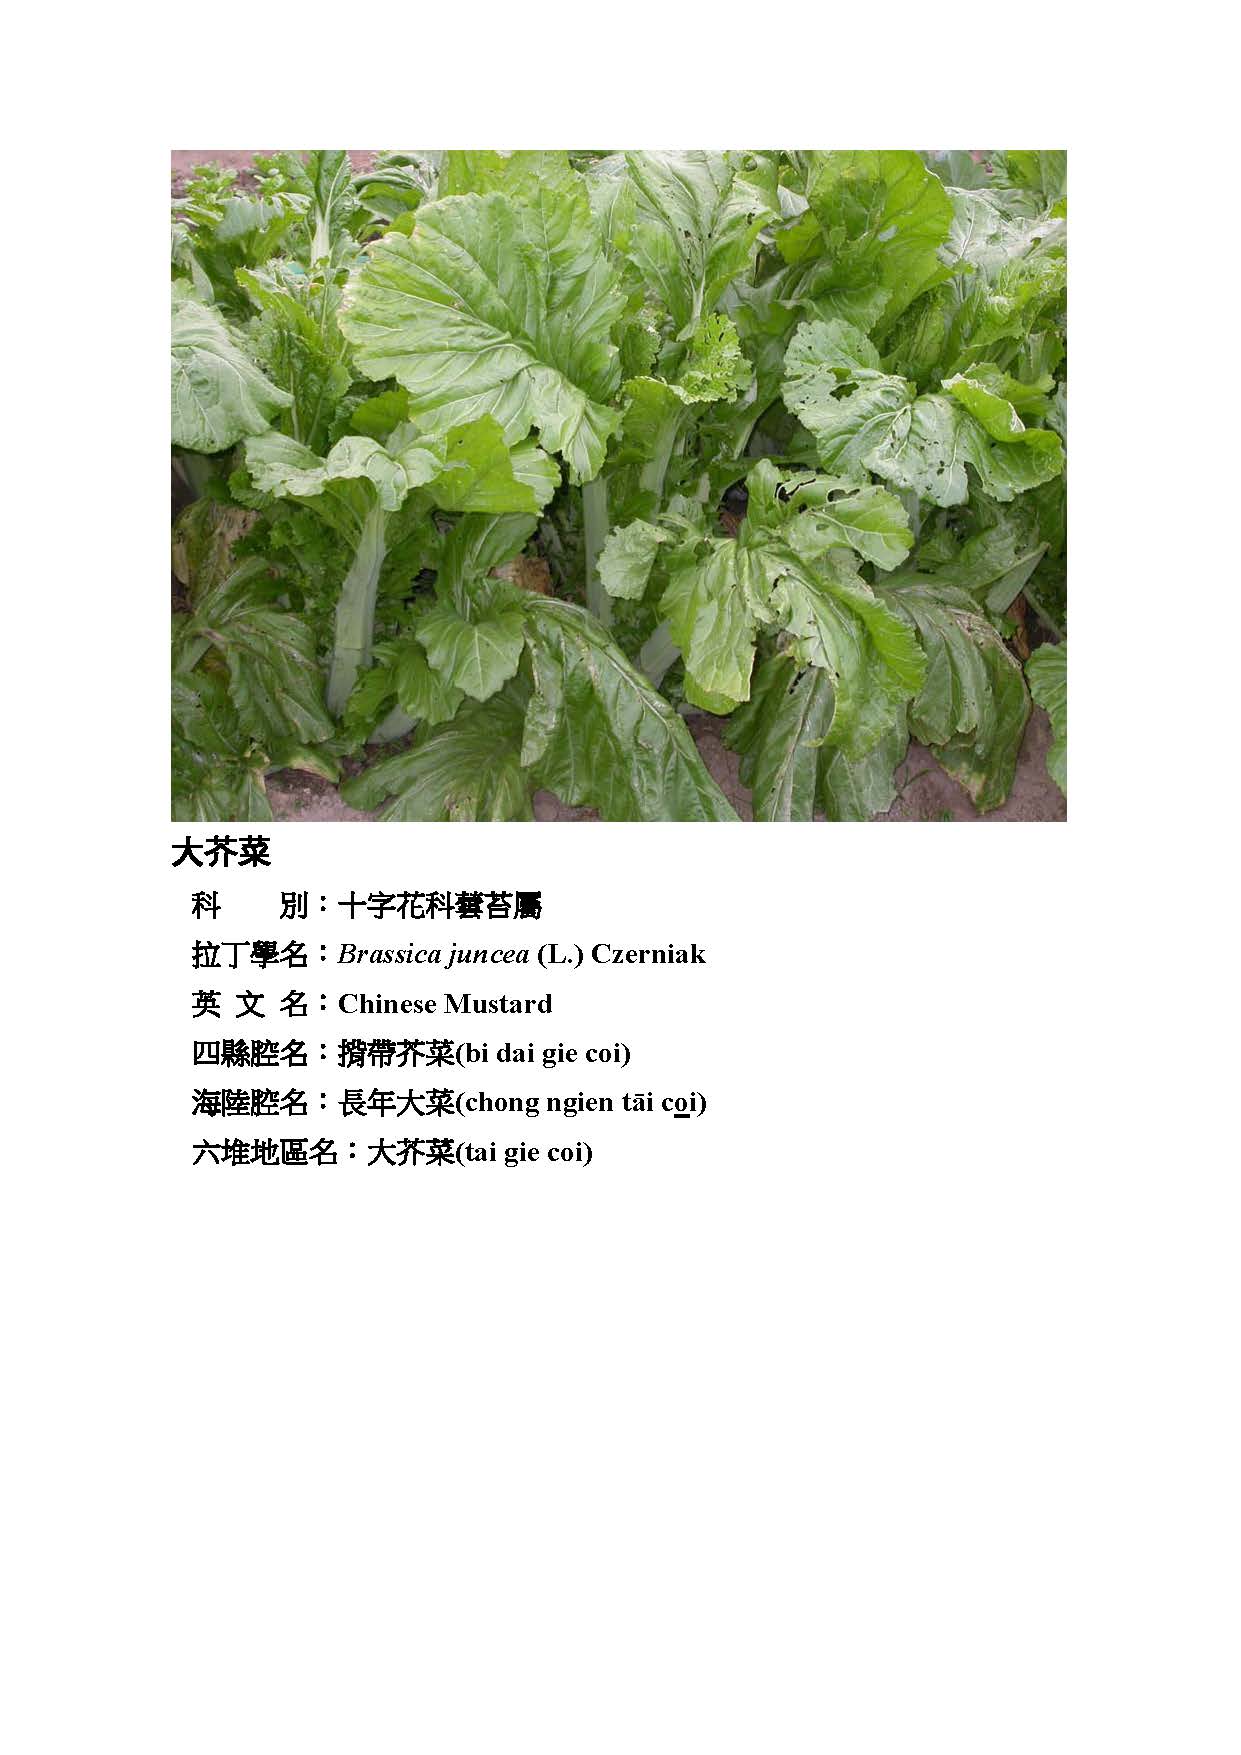 大芥菜
科　　別：十字花科蕓苔屬
拉丁學名：Brassica juncea (L.) Czerniak
英 文 名：Chinese Mustard
四縣腔名：揹帶芥菜(bi dai gie coi)
海陸腔名：長年大菜(chong ngien tāi co̲i)
六堆地區名：大芥菜(tai gie coi)